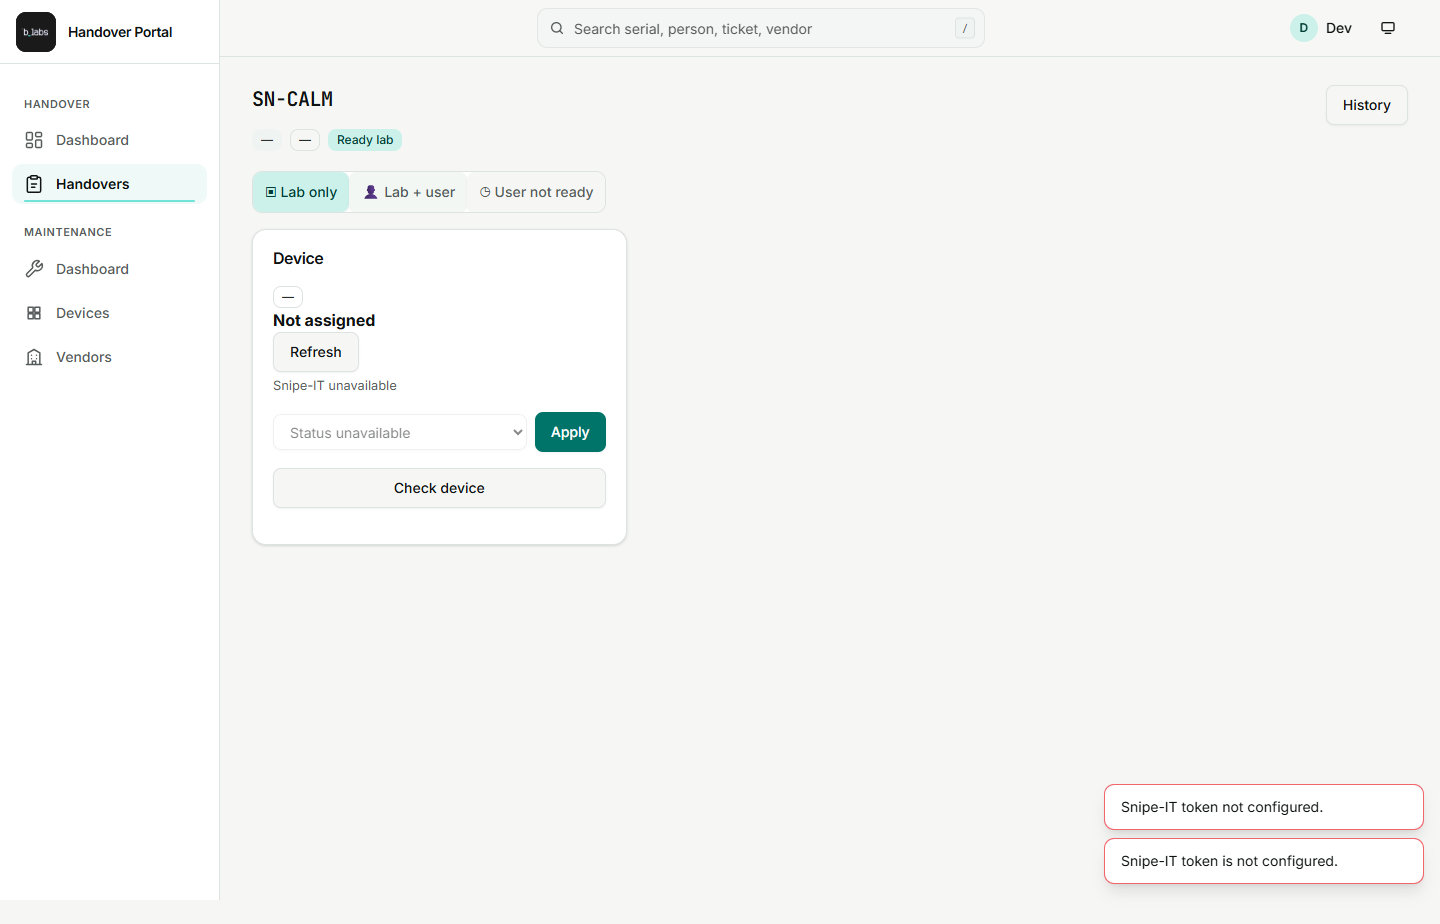 b_labs
Handover Portal
Search serial, person, ticket, vendor
/
D
Dev
HANDOVER
Dashboard
Handovers
MAINTENANCE
Dashboard
Devices
Vendors
SN-CALM
History
— — Ready lab
Lab only
Lab + user
User not ready
Device
—
Not assigned
Refresh
Snipe-IT unavailable
Status unavailable
Apply
Check device
Snipe-IT token not configured.
Snipe-IT token is not configured.